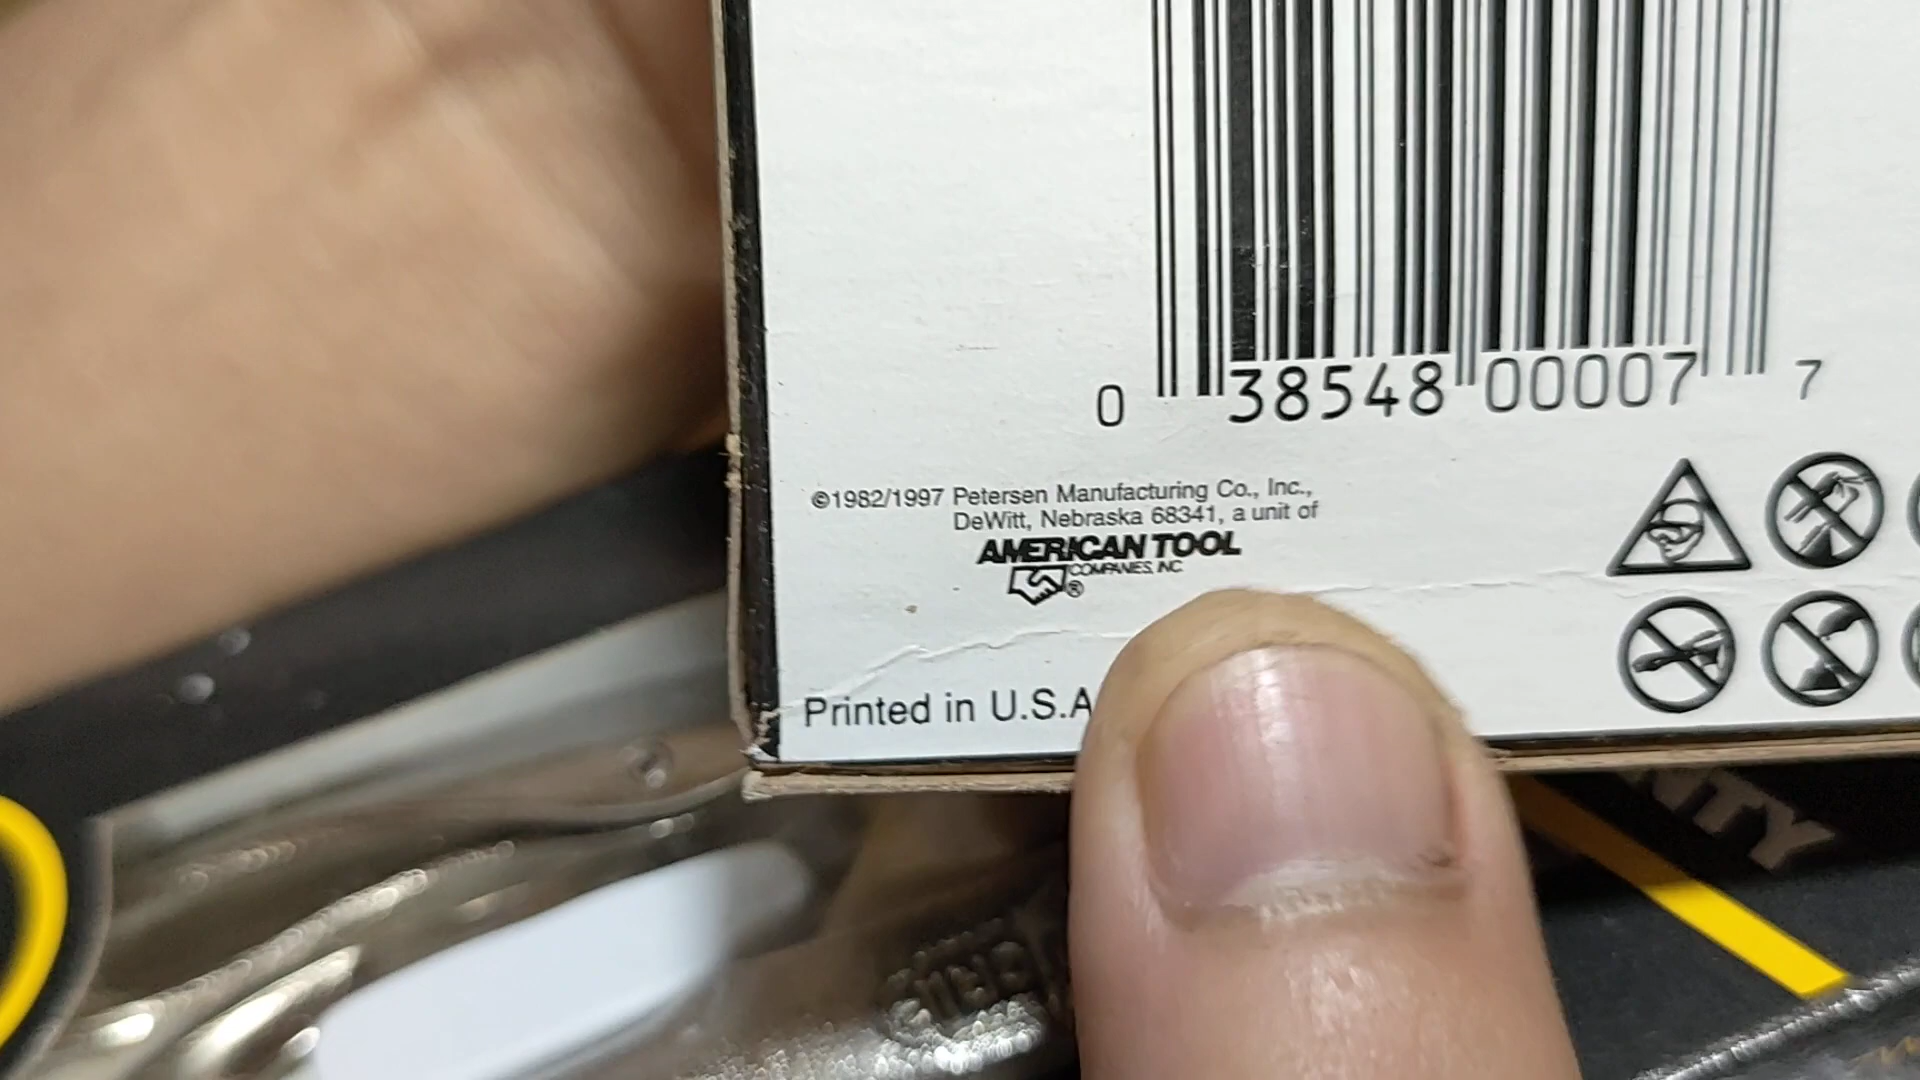 0 38548 00007 7
©1982/1997 Petersen Manufacturing Co., Inc.,
DeWitt, Nebraska 68341, a unit of
AMERICAN TOOL
COMPANIES, INC
®
Printed in U.S.A
NTY